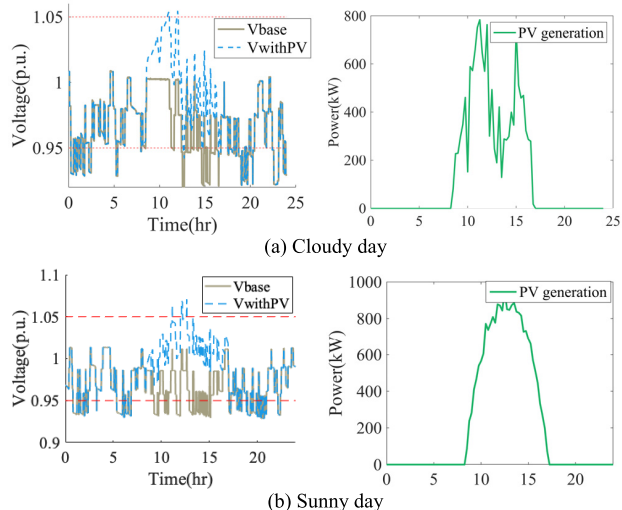 1.05
1
0.95
Voltage(p.u.)
Vbase
VwithPV
0 5 10 15 20 25
Time(hr)
800
600
400
200
0
Power(kW)
PV generation
0 5 10 15 20 25
(a) Cloudy day
1.1
1.05
1
0.95
0.9
Voltage(p.u.)
Vbase
VwithPV
0 5 10 15 20
Time(hr)
1000
800
600
400
200
0
Power(kW)
PV generation
0 5 10 15 20
(b) Sunny day